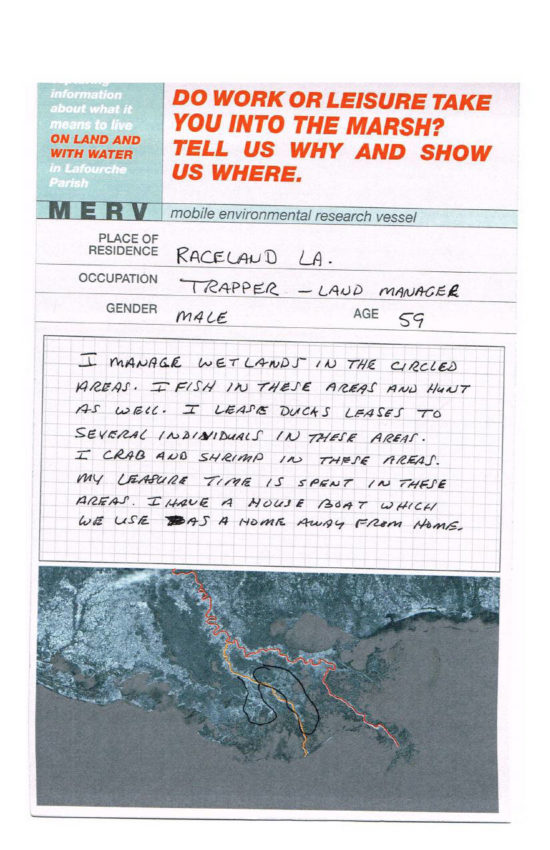 information
about what it
means to live
ON LAND AND
WITH WATER
in Lafourche
Parish
DO WORK OR LEISURE TAKE
YOU INTO THE MARSH?
TELL US WHY AND SHOW
US WHERE.
MERV mobile environmental research vessel
PLACE OF
RESIDENCE RACELAND LA.
OCCUPATION TRAPPER - LAND MANAGER
GENDER MALE AGE 59
I MANAGE WETLANDS IN THE CIRCLED
AREAS. I FISH IN THESE AREAS AND HUNT
AS WELL. I LEASE DUCKS LEASES TO
SEVERAL INDIVIDUALS IN THESE AREAS.
I CRAB AND SHRIMP IN THESE AREAS.
MY LEASURE TIME IS SPENT IN THESE
AREAS. I HAVE A HOUSE BOAT WHICH
WE USE AS A HOME AWAY FROM HOME.